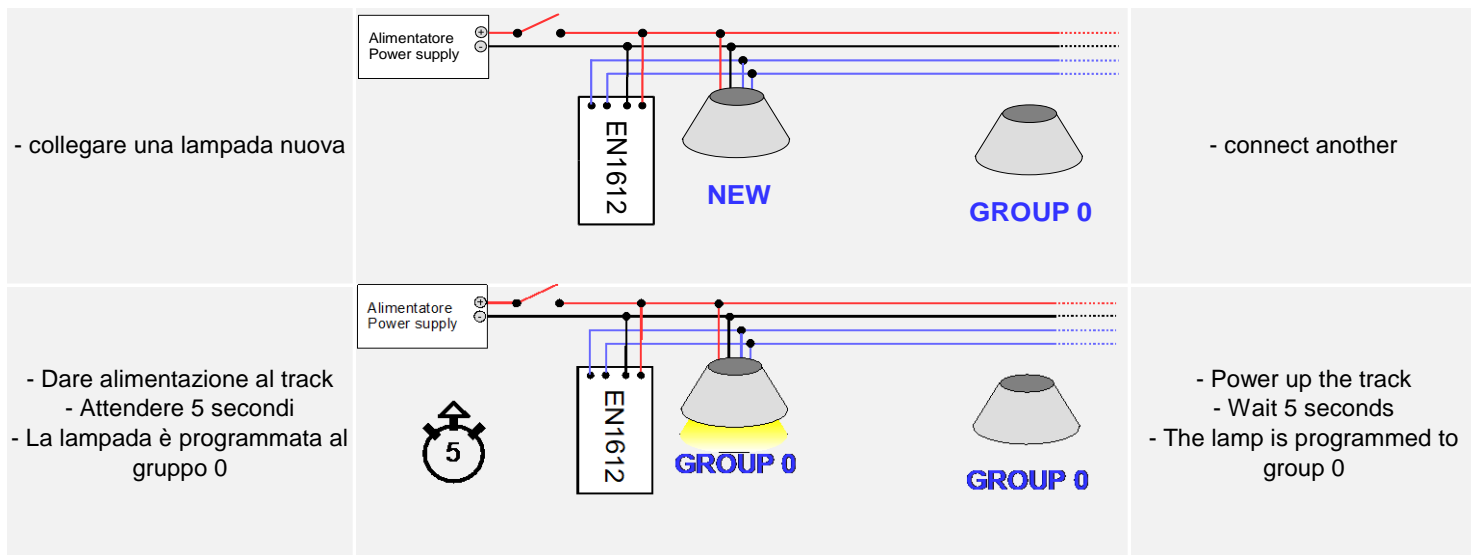 - collegare una lampada nuova
Alimentatore
Power supply
+
-
EN1612
NEW
GROUP 0
- connect another
- Dare alimentazione al track
- Attendere 5 secondi
- La lampada è programmata al
gruppo 0
Alimentatore
Power supply
+
-
5
EN1612
GROUP 0
GROUP 0
- Power up the track
- Wait 5 seconds
- The lamp is programmed to
group 0